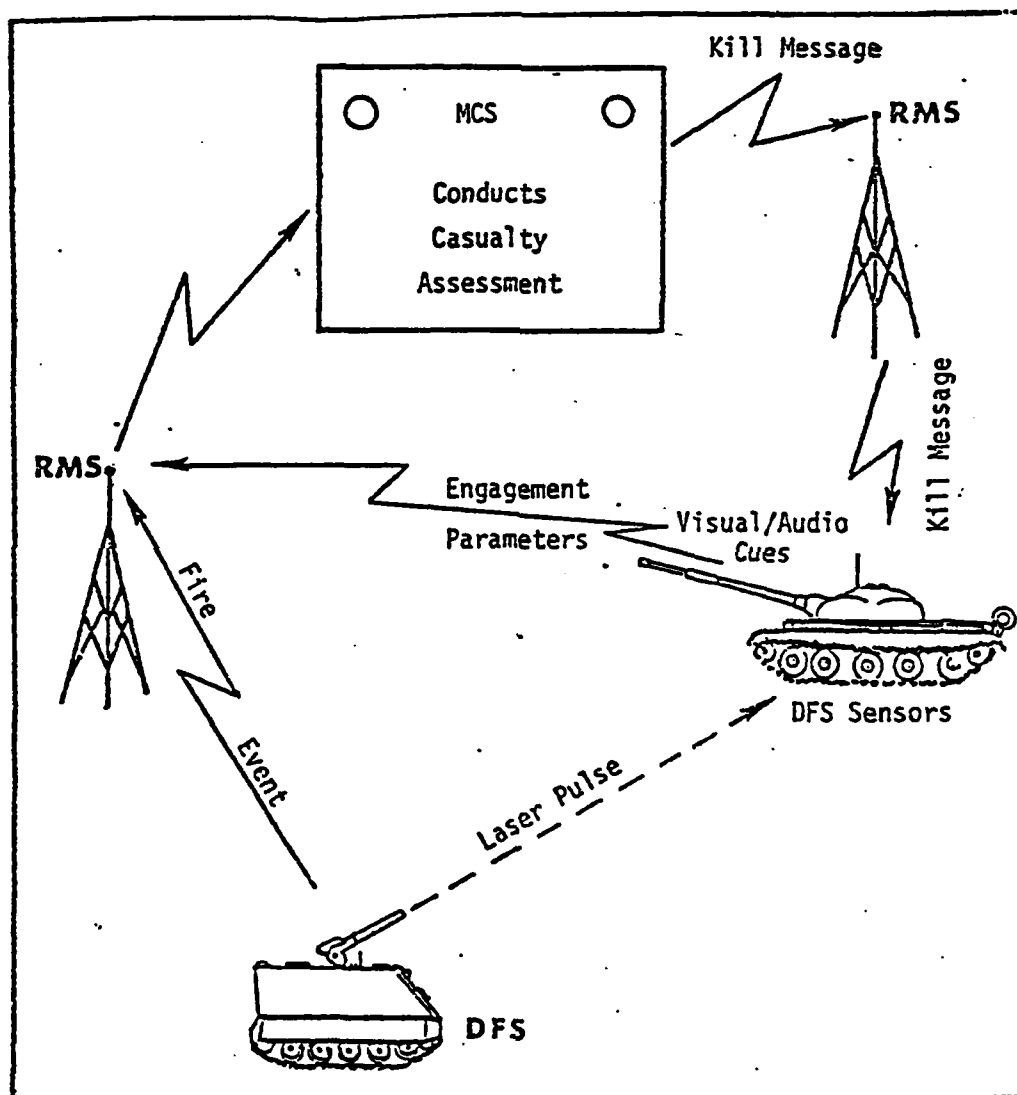 Kill Message
MCS
RMS
Conducts
Casualty
Assessment
Kill Message
RMS
Engagement
Parameters
Visual/Audio
Cues
Fire
Event
DFS Sensors
Laser Pulse
DFS